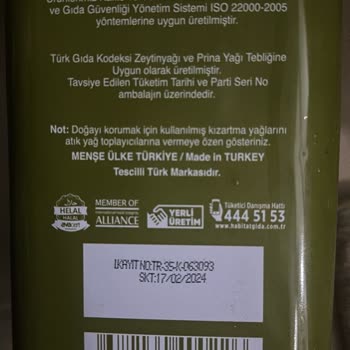 ve Gıda Güvenliği Yönetim Sistemi ISO 22000-2005
yöntemlerine uygun üretilmiştir.
Türk Gıda Kodeksi Zeytinyağı ve Prina Yağı Tebliğine
Uygun olarak üretilmiştir.
Tavsiye Edilen Tüketim Tarihi ve Parti Seri No
ambalajın üzerindedir.
Not: Doğayı korumak için kullanılmış kızartma yağlarını
atık yağ toplayıcılarına vermeye özen gösteriniz.
MENŞE ÜLKE TÜRKİYE / Made in TURKEY
Tescilli Türk Markasıdır.
HELAL
HALAL
MEMBER OF
ALLIANCE
YERLİ
ÜRETİM
Tüketici Danışma Hattı
444 51 53
www.habitatgida.com.tr
İ.KAYIT NO:TR-35-K-063093
SKT:17/02/2024